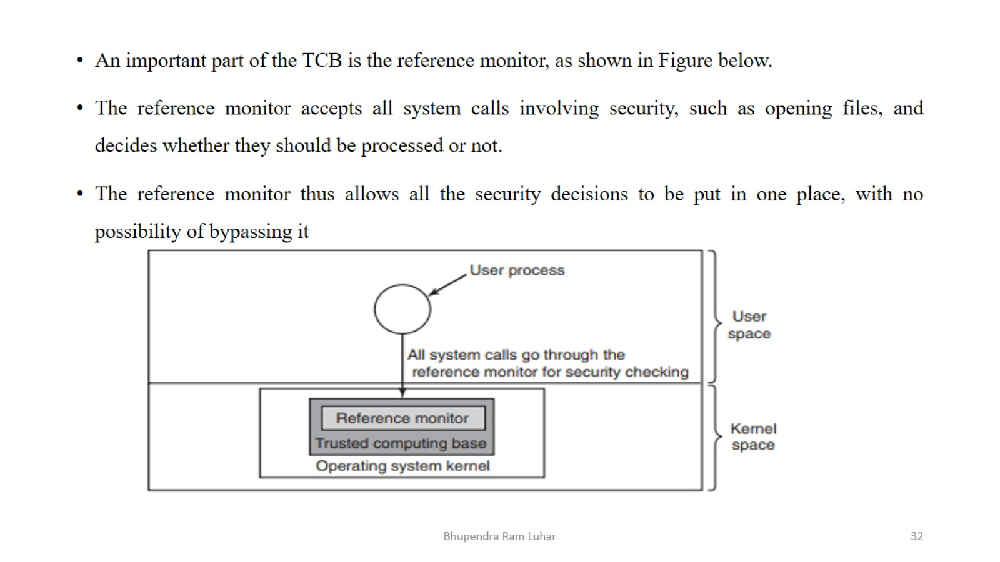 • An important part of the TCB is the reference monitor, as shown in Figure below.
• The reference monitor accepts all system calls involving security, such as opening files, and
decides whether they should be processed or not.
• The reference monitor thus allows all the security decisions to be put in one place, with no
possibility of bypassing it
User process
User
space
All system calls go through the
reference monitor for security checking
Reference monitor
Trusted computing base
Operating system kernel
Kernel
space
Bhupendra Ram Luhar
32